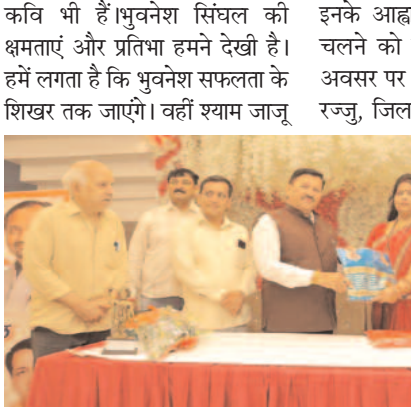 कवि भी हैं।भुवनेश सिंघल की
क्षमताएं और प्रतिभा हमने देखी है।
हमें लगता है कि भुवनेश सफलता के
शिखर तक जाएंगे। वहीं श्याम जाजू
इनके आह्व
चलने को
अवसर पर
रज्जु, जिल